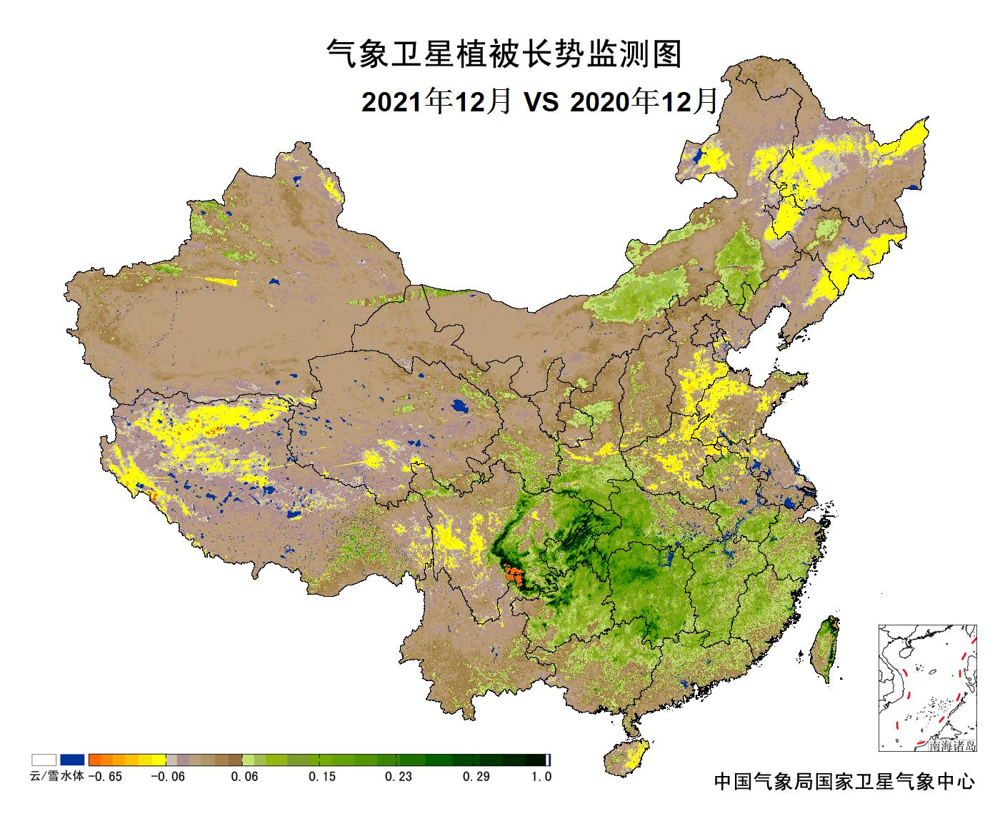 气象卫星植被长势监测图
2021年12月 VS 2020年12月
南海诸岛
云/雪 水体 -0.65 -0.06 0.06 0.15 0.23 0.29 1.0
中国气象局国家卫星气象中心